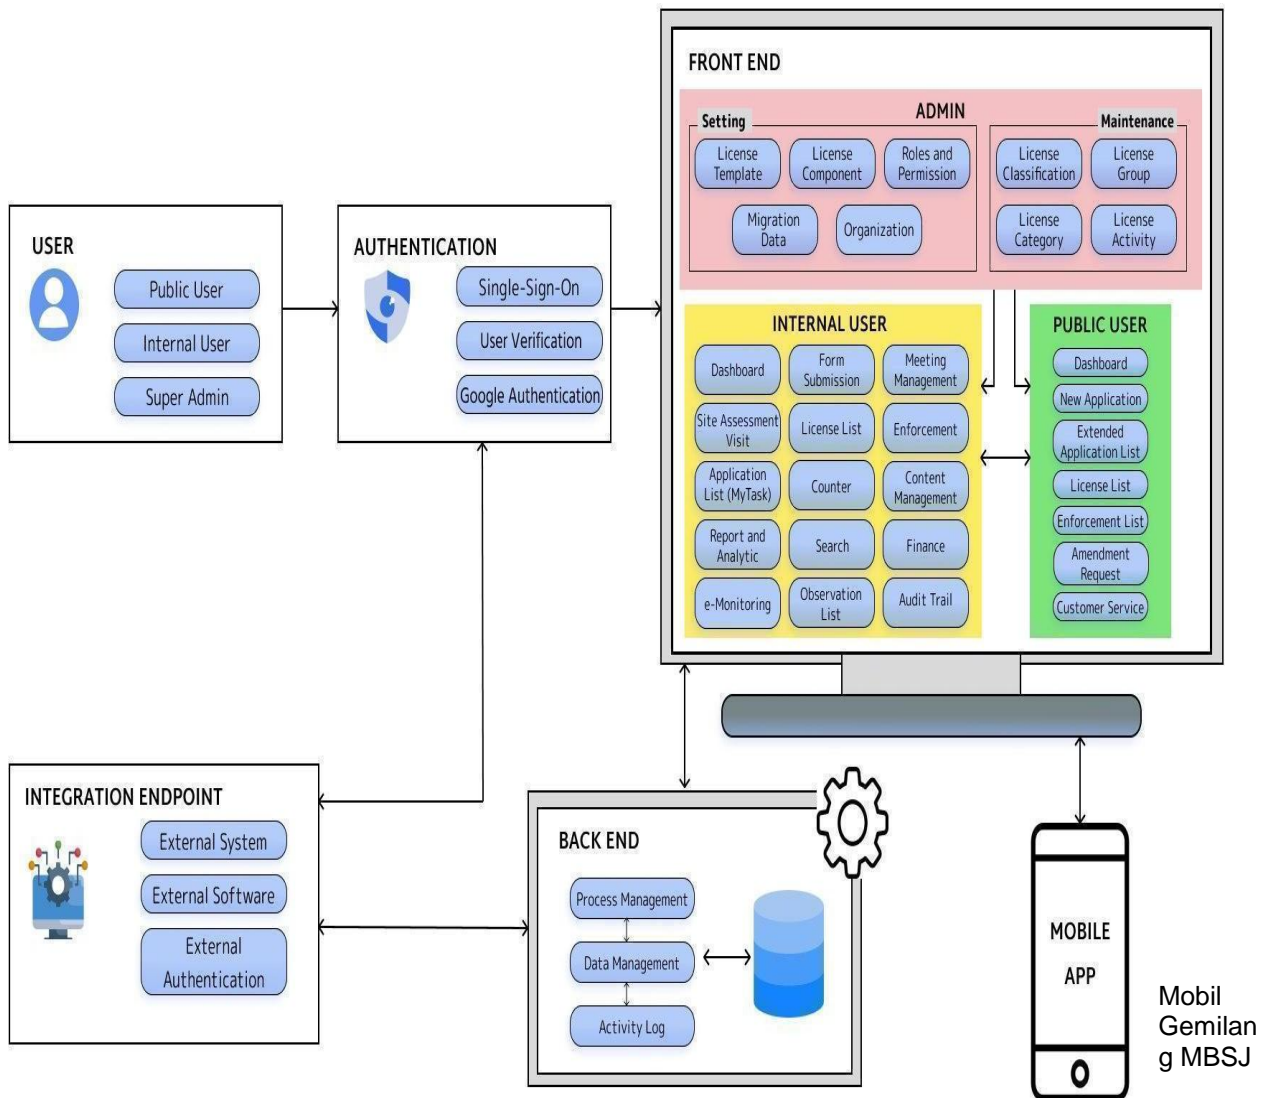 FRONT END
ADMIN
Setting
License
Template
License
Component
Roles and
Permission
Migration
Data
Organization
Maintenance
License
Classification
License
Group
License
Category
License
Activity
USER
Public User
Internal User
Super Admin
AUTHENTICATION
Single-Sign-On
User Verification
Google Authentication
INTERNAL USER
Dashboard
Form
Submission
Meeting
Management
Site Assessment
Visit
License List
Enforcement
Application
List (MyTask)
Counter
Content
Management
Report and
Analytic
Search
Finance
e-Monitoring
Observation
List
Audit Trail
PUBLIC USER
Dashboard
New Application
Extended
Application List
License List
Enforcement List
Amendment
Request
Customer Service
INTEGRATION ENDPOINT
External System
External Software
External
Authentication
BACK END
Process Management
Data Management
Activity Log
MOBILE
APP
Mobil
Gemilan
g MBSJ